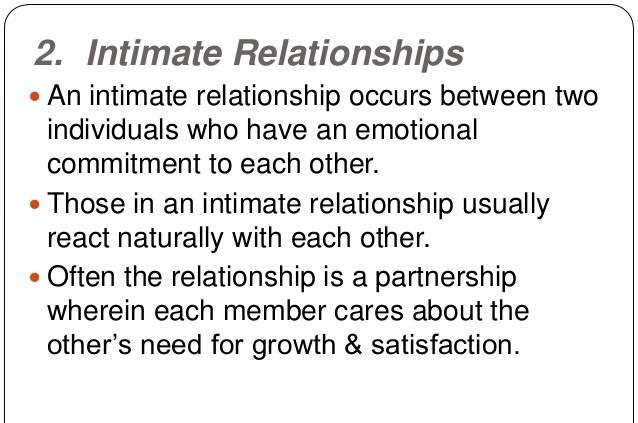 2. Intimate Relationships
• An intimate relationship occurs between two
individuals who have an emotional
commitment to each other.
• Those in an intimate relationship usually
react naturally with each other.
• Often the relationship is a partnership
wherein each member cares about the
other’s need for growth & satisfaction.